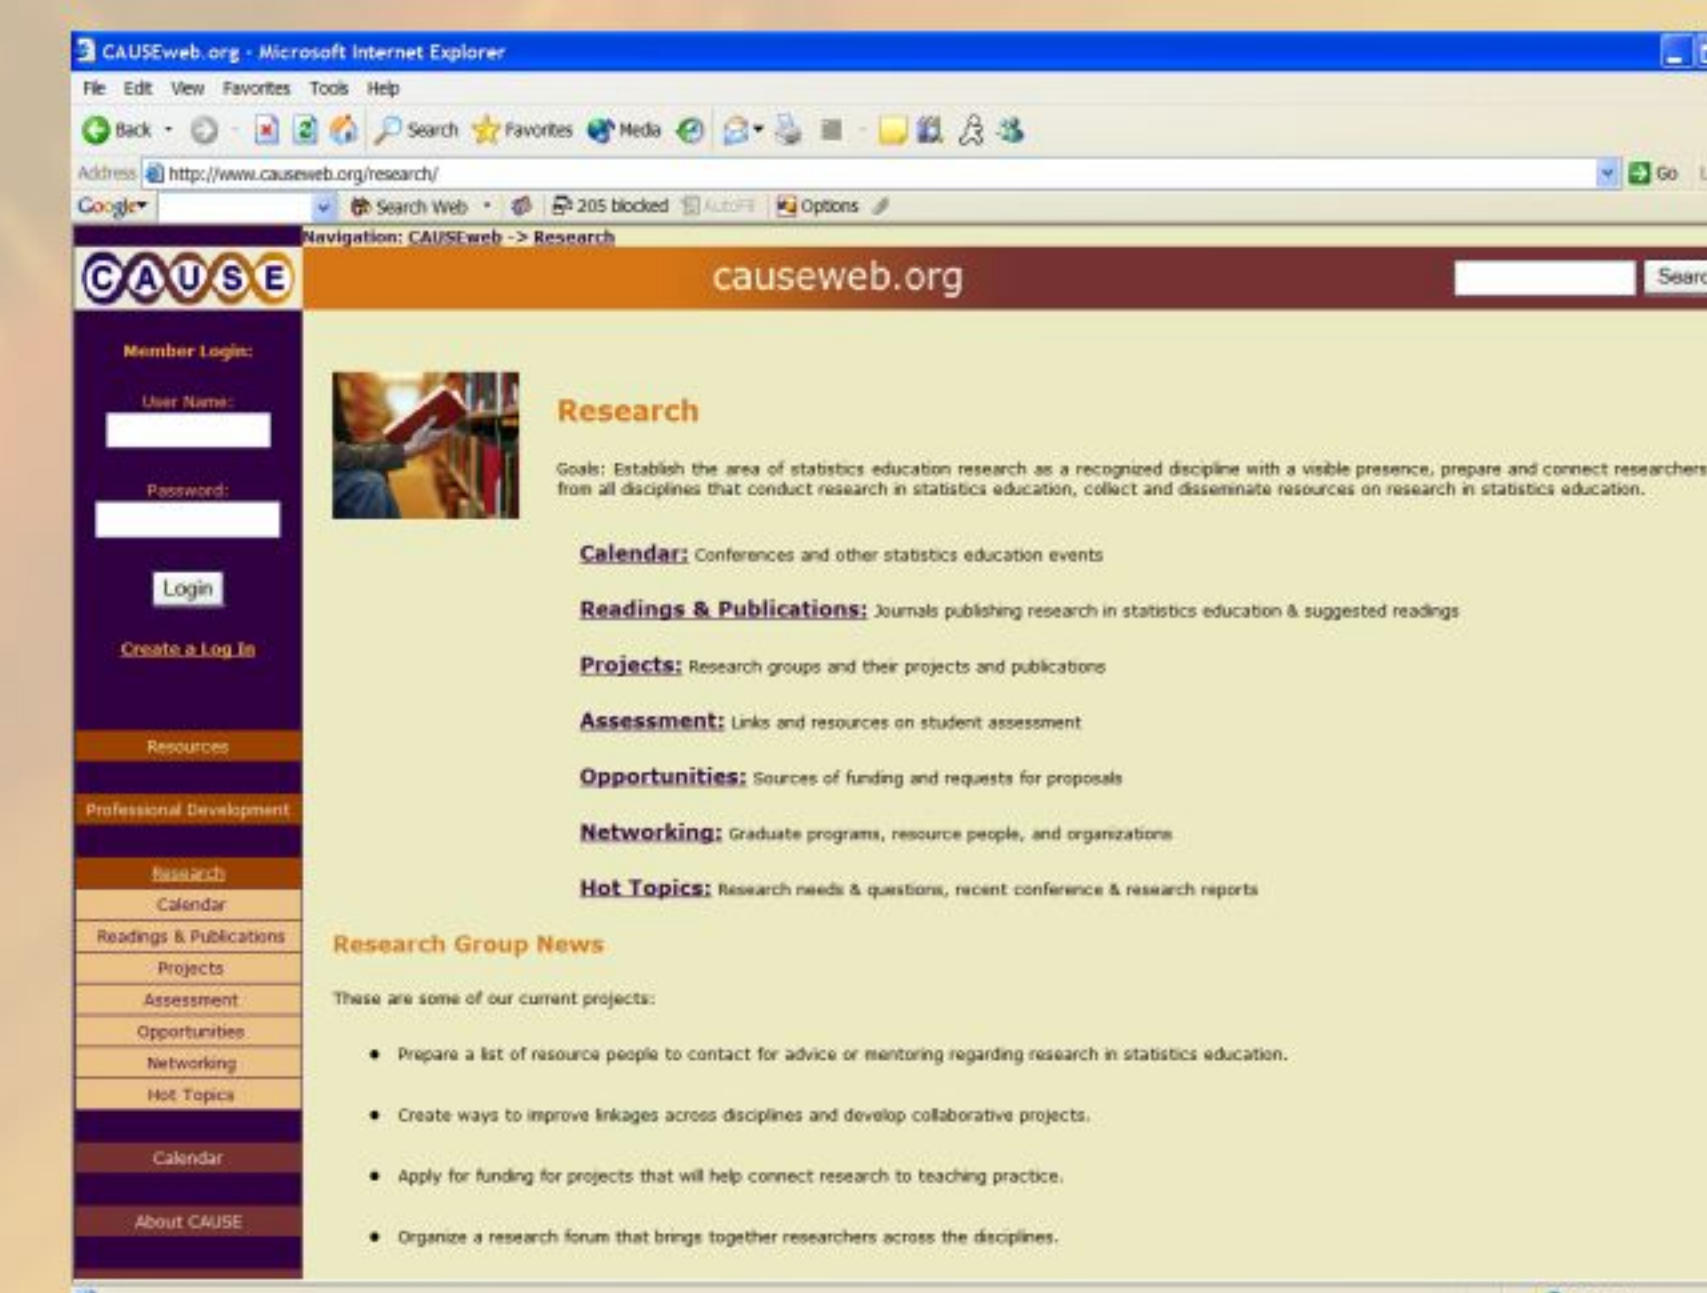 CAUSEweb.org - Microsoft Internet Explorer
File Edit View Favorites Tools Help
Back Search Favorites Media
Address http://www.causeweb.org/research/ Go
Google Search Web 205 blocked AutoFill Options
Navigation: CAUSEweb -> Research
CAUSE causeweb.org
Member Login:
User Name:
Password:
Login
Create a Log In
Resources
Professional Development
Research
Calendar
Readings & Publications
Projects
Assessment
Opportunities
Networking
Hot Topics
Calendar
About CAUSE
Research
Goals: Establish the area of statistics education research as a recognized discipline with a visible presence, prepare and connect researchers
from all disciplines that conduct research in statistics education, collect and disseminate resources on research in statistics education.
Calendar: Conferences and other statistics education events
Readings & Publications: Journals publishing research in statistics education & suggested readings
Projects: Research groups and their projects and publications
Assessment: Links and resources on student assessment
Opportunities: Sources of funding and requests for proposals
Networking: Graduate programs, resource people, and organizations
Hot Topics: Research needs & questions, recent conference & research reports
Research Group News
These are some of our current projects:
• Prepare a list of resource people to contact for advice or mentoring regarding research in statistics education.
• Create ways to improve linkages across disciplines and develop collaborative projects.
• Apply for funding for projects that will help connect research to teaching practice.
• Organize a research forum that brings together researchers across the disciplines.